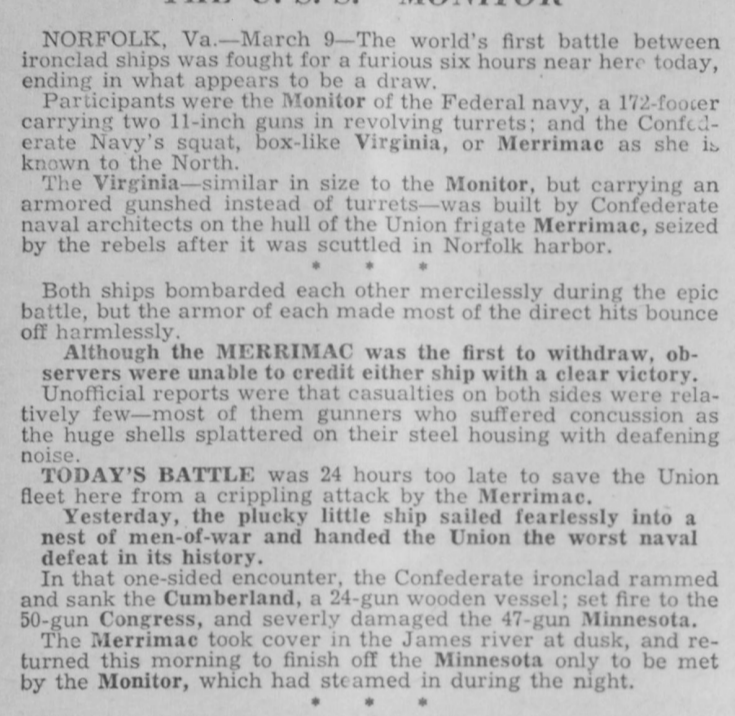 NORFOLK, Va.—March 9—The world's first battle between
ironclad ships was fought for a furious six hours near here today,
ending in what appears to be a draw.
Participants were the Monitor of the Federal navy, a 172-footer
carrying two 11-inch guns in revolving turrets; and the Confed-
erate Navy's squat, box-like Virginia, or Merrimac as she is
known to the North.
The Virginia—similar in size to the Monitor, but carrying an
armored gunshed instead of turrets—was built by Confederate
naval architects on the hull of the Union frigate Merrimac, seized
by the rebels after it was scuttled in Norfolk harbor.
* * *
Both ships bombarded each other mercilessly during the epic
battle, but the armor of each made most of the direct hits bounce
off harmlessly.
Although the MERRIMAC was the first to withdraw, ob-
servers were unable to credit either ship with a clear victory.
Unofficial reports were that casualties on both sides were rela-
tively few—most of them gunners who suffered concussion as
the huge shells splattered on their steel housing with deafening
noise.
TODAY'S BATTLE was 24 hours too late to save the Union
fleet here from a crippling attack by the Merrimac.
Yesterday, the plucky little ship sailed fearlessly into a
nest of men-of-war and handed the Union the worst naval
defeat in its history.
In that one-sided encounter, the Confederate ironclad rammed
and sank the Cumberland, a 24-gun wooden vessel; set fire to the
50-gun Congress, and severly damaged the 47-gun Minnesota.
The Merrimac took cover in the James river at dusk, and re-
turned this morning to finish off the Minnesota only to be met
by the Monitor, which had steamed in during the night.
* * *